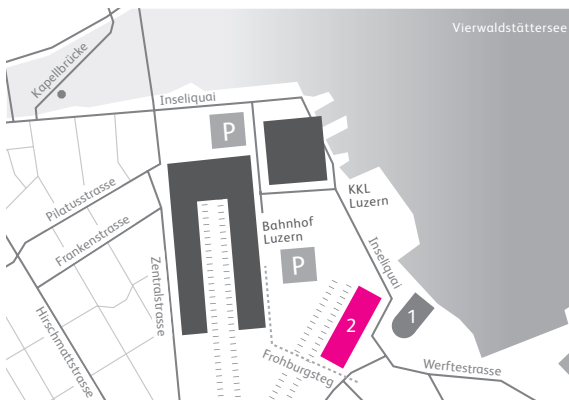 Vierwaldstättersee
Kapellbrücke
Inseliquai
P
KKL
Luzern
Pilatusstrasse
Frankenstrasse
Bahnhof
Luzern
P
Inseliquai
Zentralstrasse
Hirschmattstrasse
2
1
Frohburgsteg
Werftestrasse